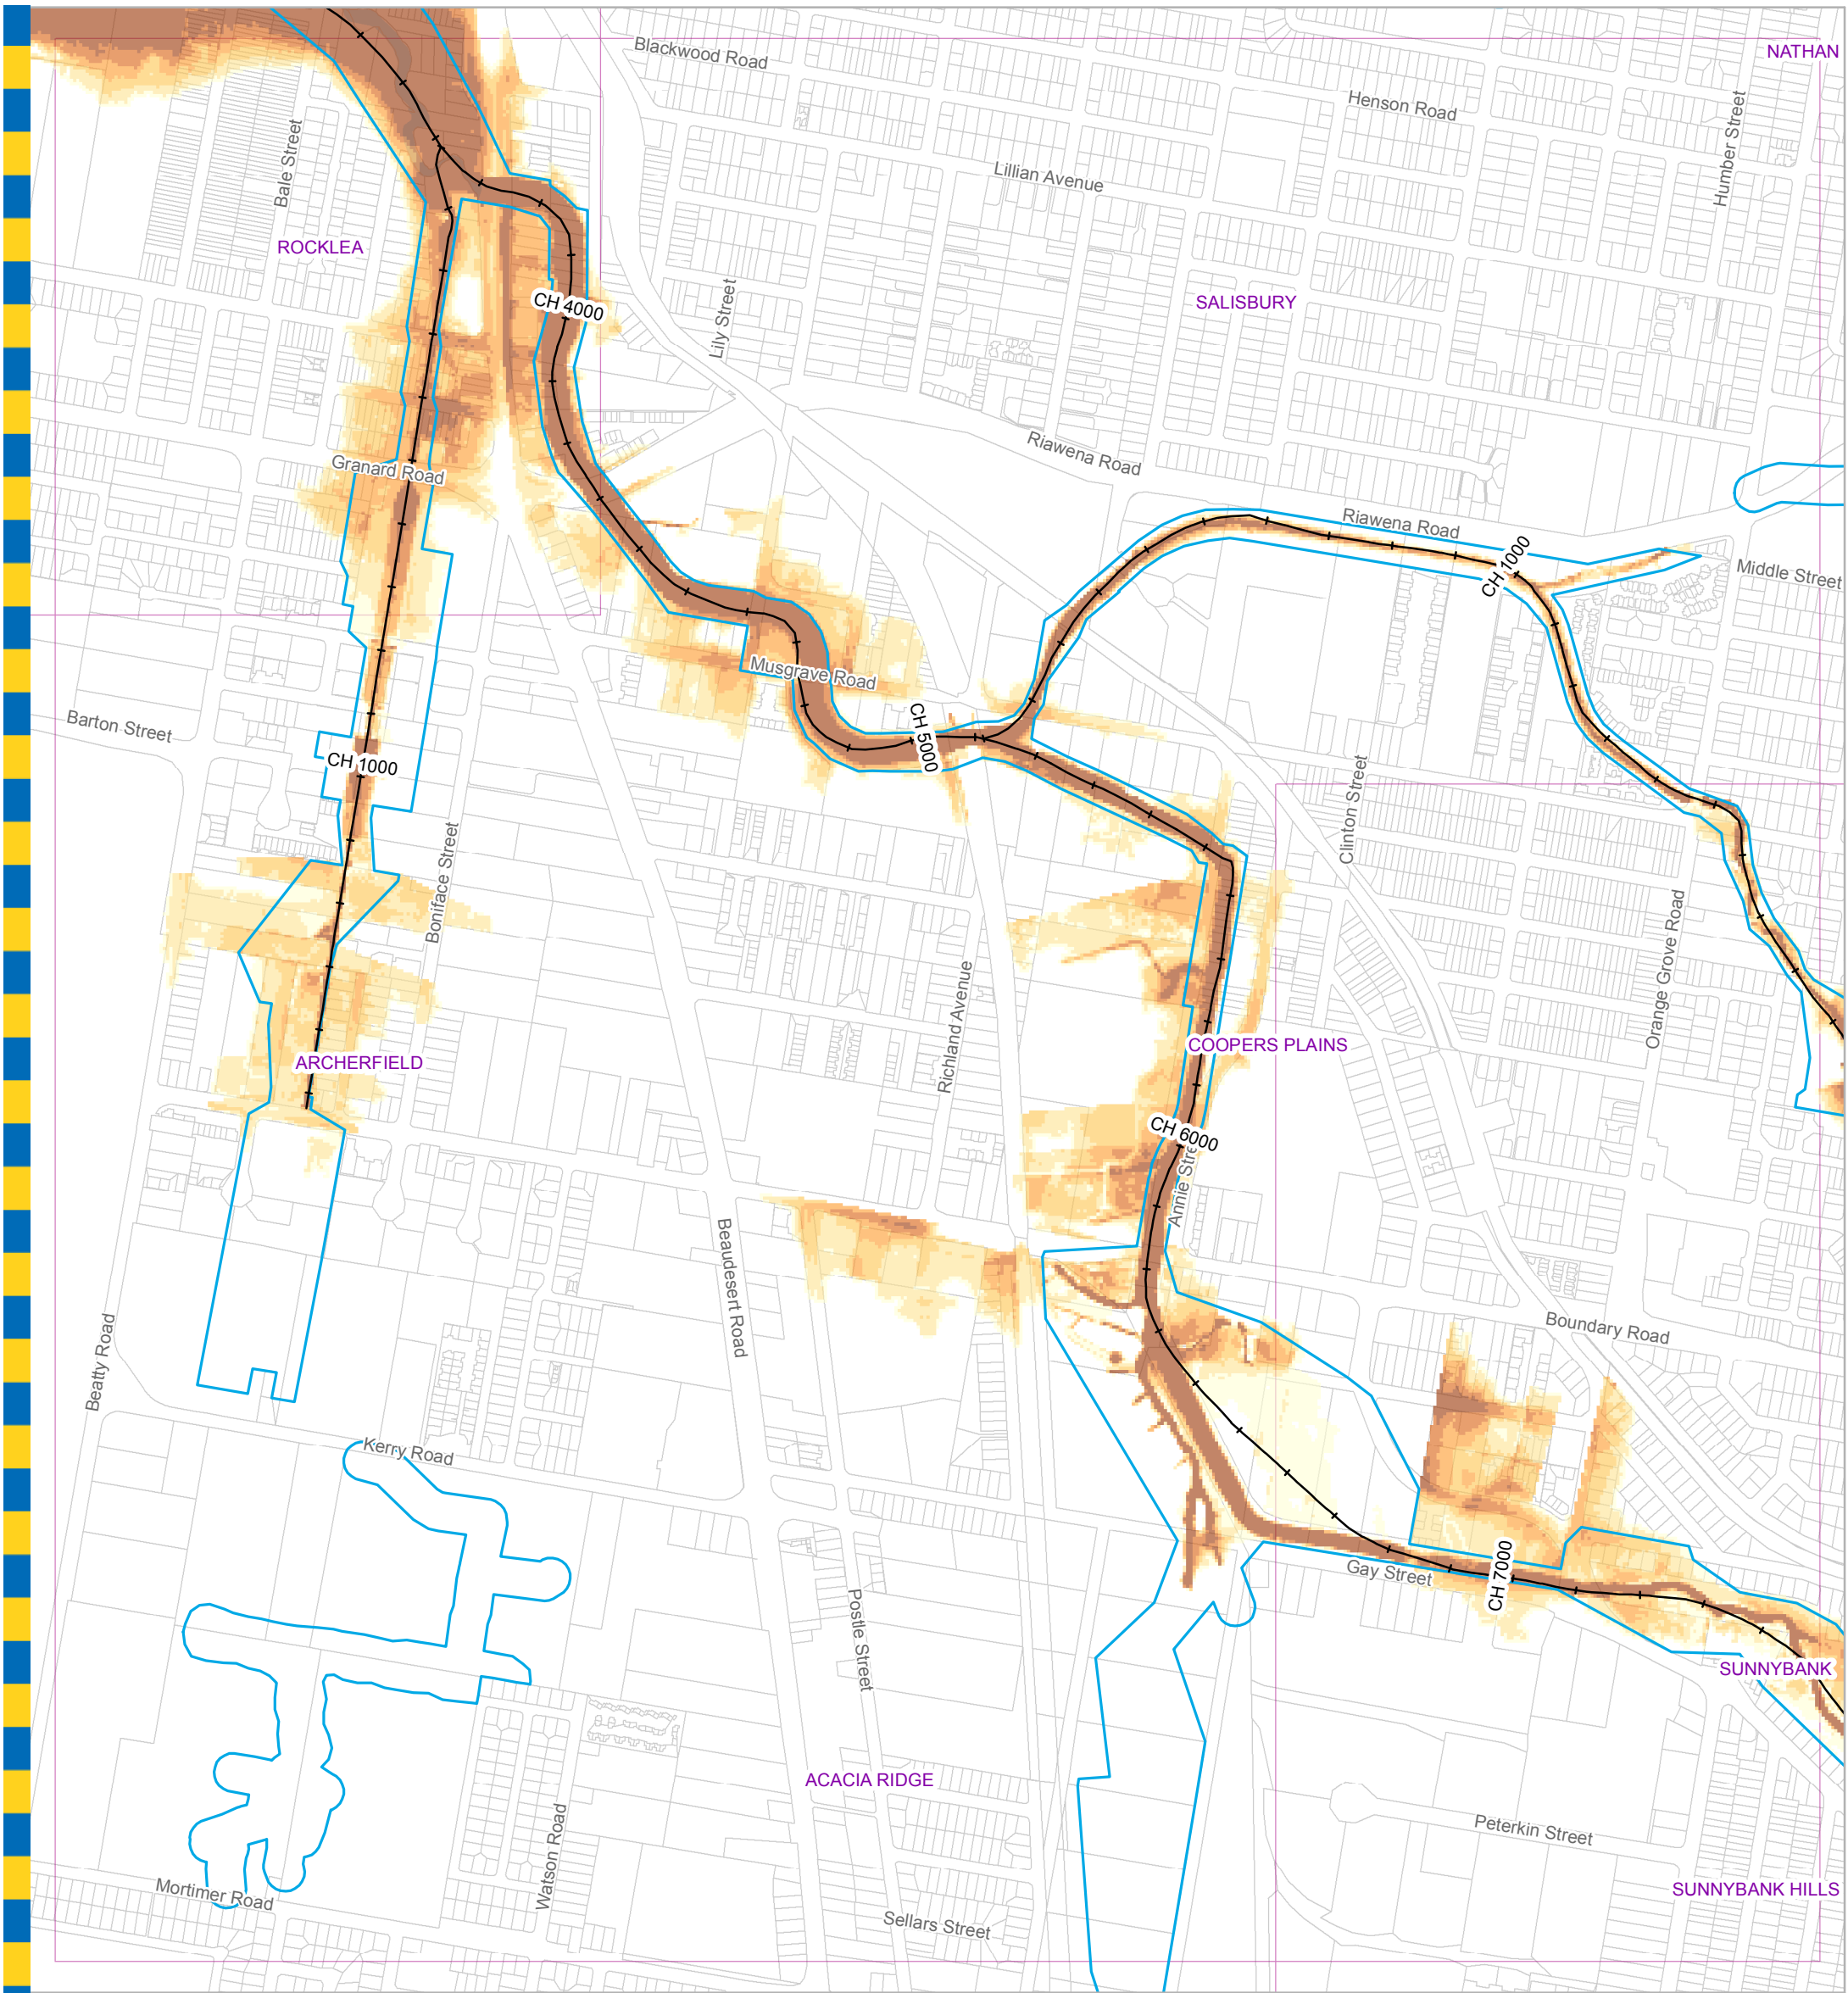 Blackwood Road
NATHAN
Henson Road
Humber Street
Bale Street
Lillian Avenue
ROCKLEA
SALISBURY
CH 4000
Lily Street
Riawena Road
Granard Road
Riawena Road
CH 1000
Middle Street
Musgrave Road
Barton Street
CH 5000
CH 1000
Clinton Street
Boniface Street
Orange Grove Road
Richland Avenue
COOPERS PLAINS
ARCHERFIELD
CH 6000
Annie Stre
Beaudesert Road
Boundary Road
Beatty Road
Kerry Road
Gay Street
CH 7000
Postle Street
SUNNYBANK
ACACIA RIDGE
Watson Road
Peterkin Street
SUNNYBANK HILLS
Mortimer Road
Sellars Street